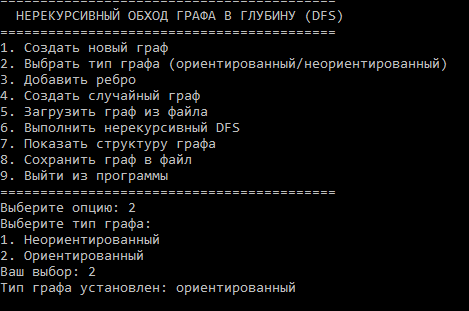 ==========================================
НЕРЕКУРСИВНЫЙ ОБХОД ГРАФА В ГЛУБИНУ (DFS)
==========================================
1. Создать новый граф
2. Выбрать тип графа (ориентированный/неориентированный)
3. Добавить ребро
4. Создать случайный граф
5. Загрузить граф из файла
6. Выполнить нерекурсивный DFS
7. Показать структуру графа
8. Сохранить граф в файл
9. Выйти из программы
==========================================
Выберите опцию: 2
Выберите тип графа:
1. Неориентированный
2. Ориентированный
Ваш выбор: 2
Тип графа установлен: ориентированный